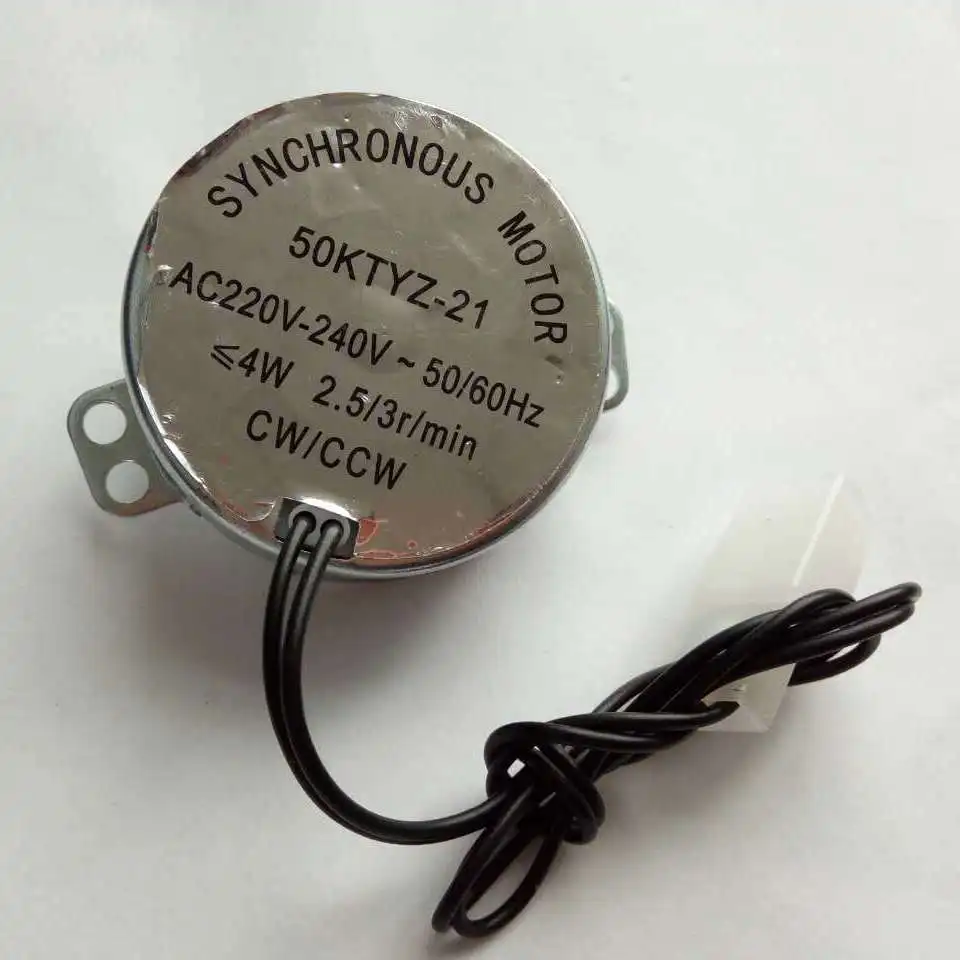 SYNCHRONOUS MOTOR
50KTYZ-21
AC220V-240V ~ 50/60Hz
≤4W 2.5/3r/min
CW/CCW